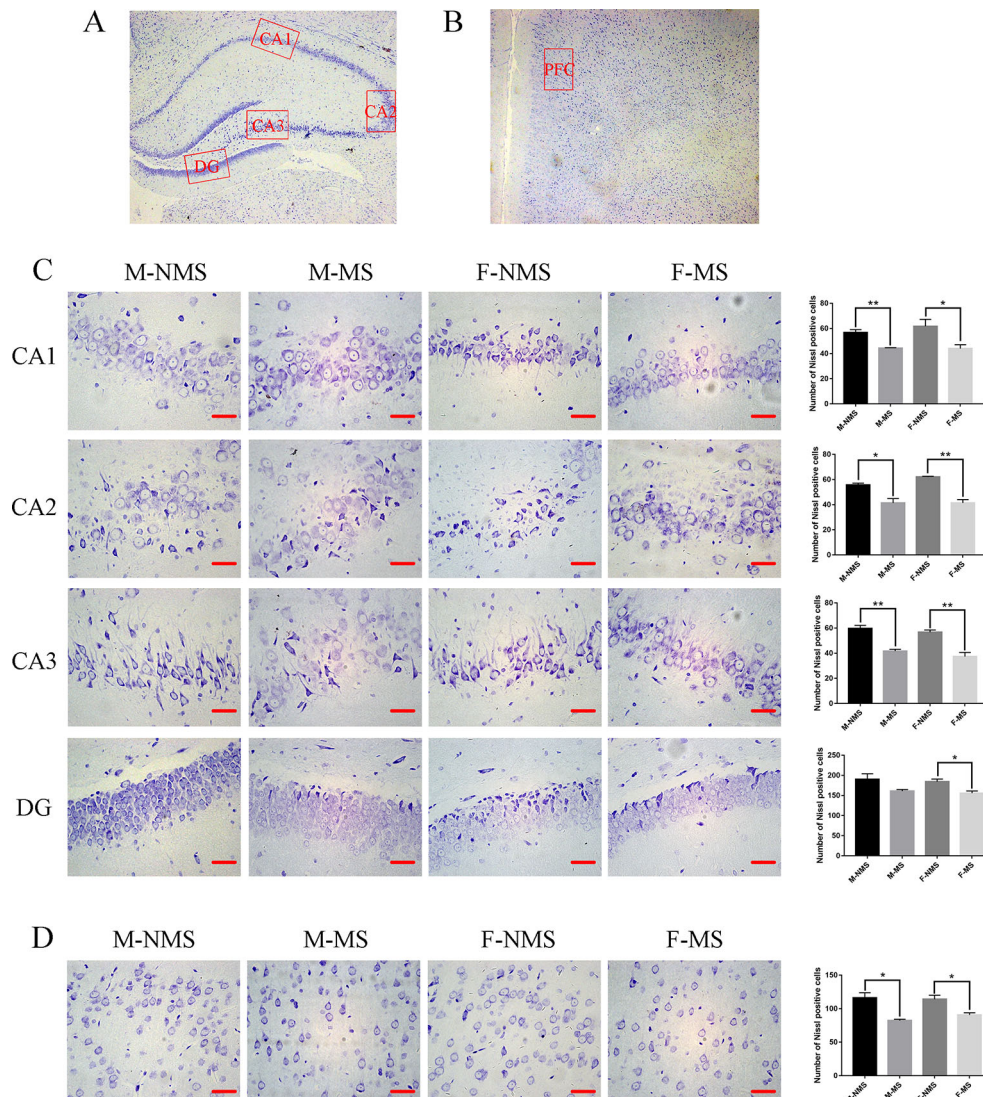 A
CA1
CA2
CA3
DG
B
PFC
C
M-NMS M-MS F-NMS F-MS
CA1
Number of Nissl positive cells
80
60
40
20
0
** *
M-NMS M-MS F-NMS F-MS
CA2
Number of Nissl positive cells
80
60
40
20
0
* **
M-NMS M-MS F-NMS F-MS
CA3
Number of Nissl positive cells
80
60
40
20
0
** **
M-NMS M-MS F-NMS F-MS
DG
Number of Nissl positive cells
250
200
150
100
50
0
*
M-NMS M-MS F-NMS F-MS
D
M-NMS M-MS F-NMS F-MS
Number of Nissl positive cells
150
100
50
0
* *
M-NMS M-MS F-NMS F-MS